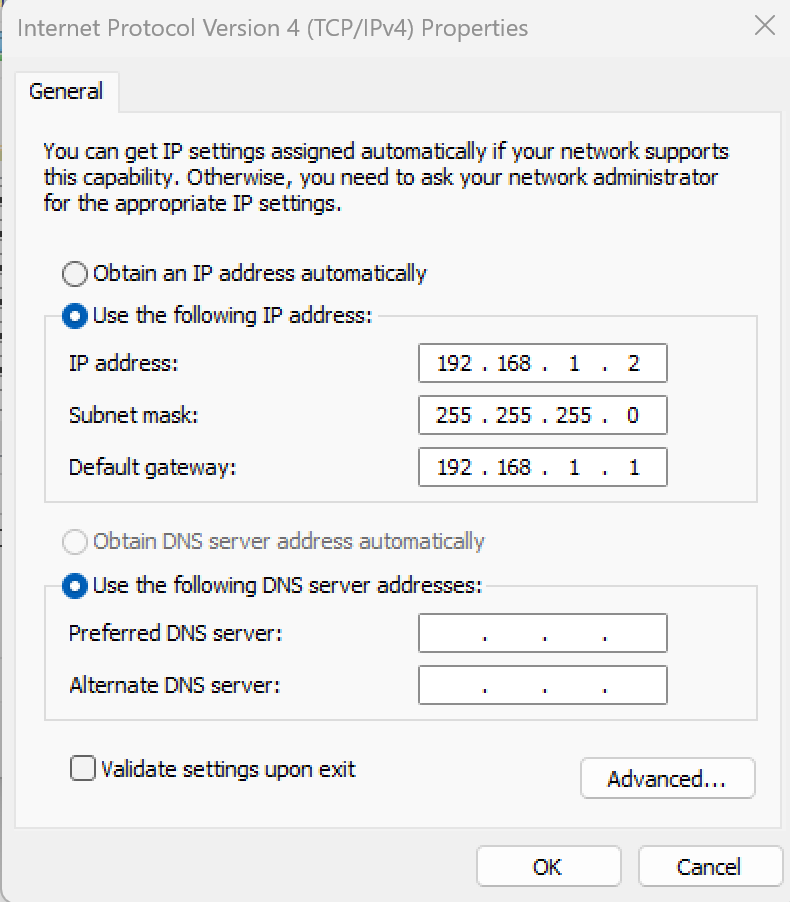 Internet Protocol Version 4 (TCP/IPv4) Properties
General
You can get IP settings assigned automatically if your network supports
this capability. Otherwise, you need to ask your network administrator
for the appropriate IP settings.
Obtain an IP address automatically
Use the following IP address:
IP address: 192 . 168 . 1 . 2
Subnet mask: 255 . 255 . 255 . 0
Default gateway: 192 . 168 . 1 . 1
Obtain DNS server address automatically
Use the following DNS server addresses:
Preferred DNS server: . . .
Alternate DNS server: . . .
Validate settings upon exit
Advanced...
OK Cancel